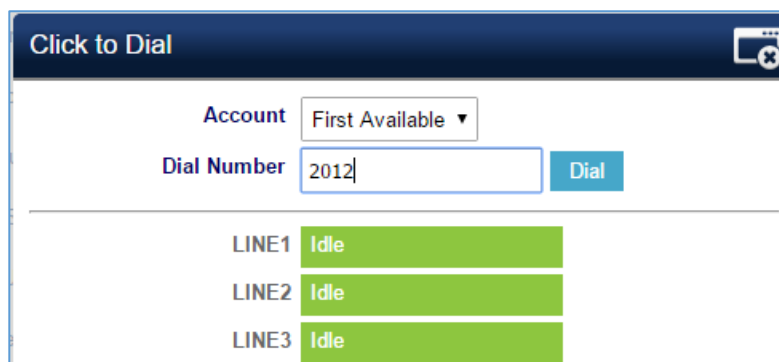 Click to Dial
Account First Available
Dial Number 2012 Dial
LINE1 Idle
LINE2 Idle
LINE3 Idle